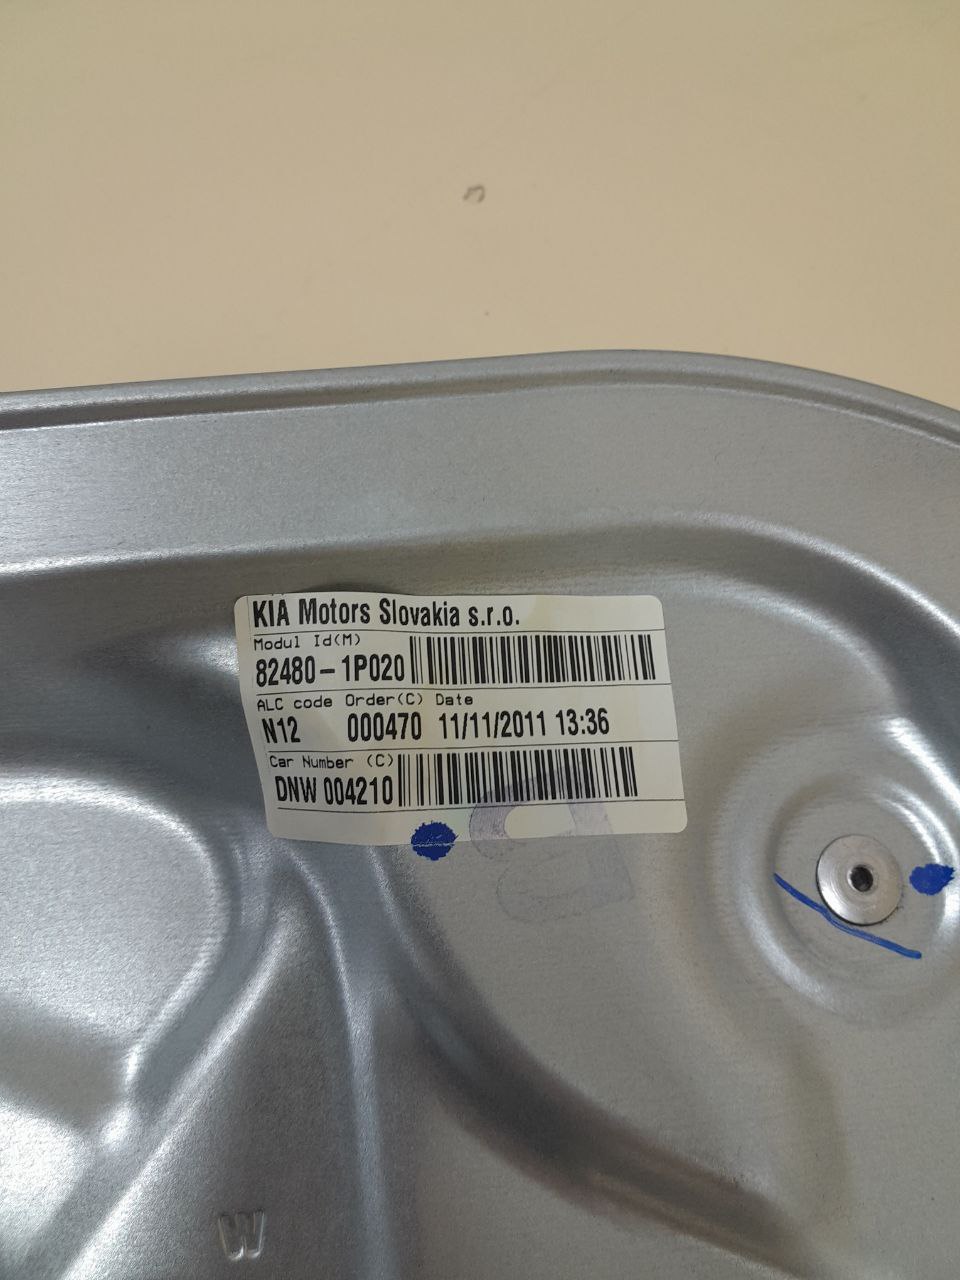 KIA Motors Slovakia s.r.o.
Modul Id(M)
82480-1P020
ALC code Order(C) Date
N12 000470 11/11/2011 13:36
Car Number (C)
DNW 004210
W